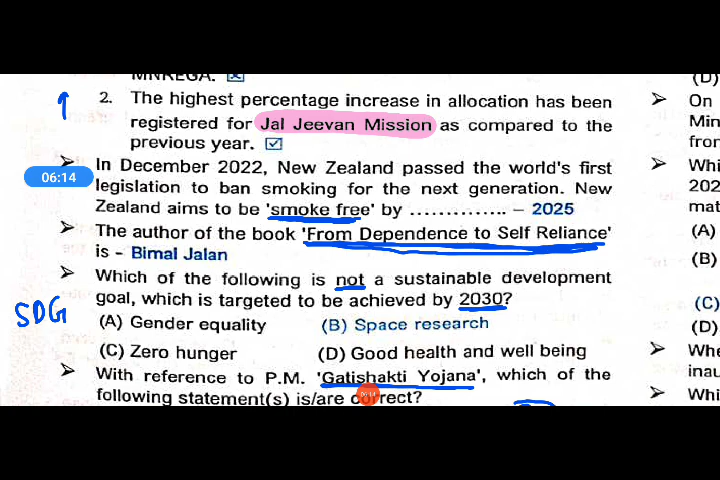 MNREGA.
2. The highest percentage increase in allocation has been
registered for Jal Jeevan Mission as compared to the
previous year.
06:14
In December 2022, New Zealand passed the world's first
legislation to ban smoking for the next generation. New
Zealand aims to be 'smoke free' by .............. – 2025
The author of the book 'From Dependence to Self Reliance'
is – Bimal Jalan
Which of the following is not a sustainable development
goal, which is targeted to be achieved by 2030?
SDG
(A) Gender equality (B) Space research
(C) Zero hunger (D) Good health and well being
With reference to P.M. 'Gatishakti Yojana', which of the
following statement(s) is/are correct?
06:14
(D)
On
Min
fron
Whi
202
mat
(A)
(B)
(C)
(D)
Whe
inau
Whi